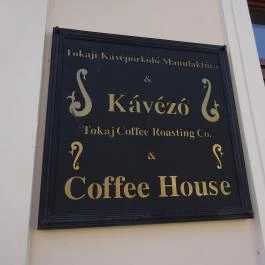 Tokaji Kávépörkölő Manufaktúra
&
Kávézó
Tokaj Coffee Roasting Co.
&
Coffee House